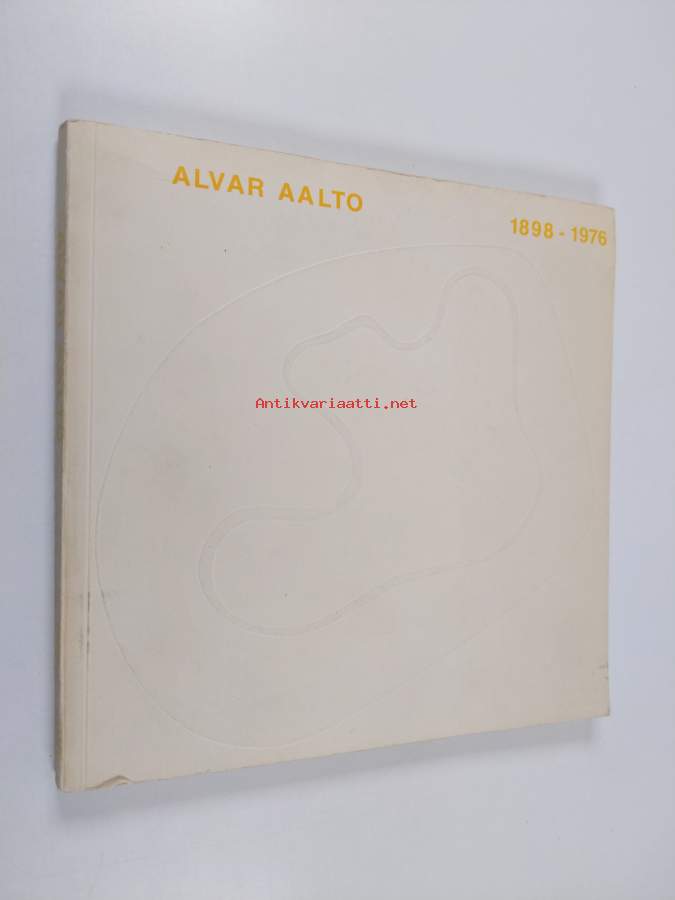 ALVAR AALTO
1898 - 1976
Antikvariaatti.net